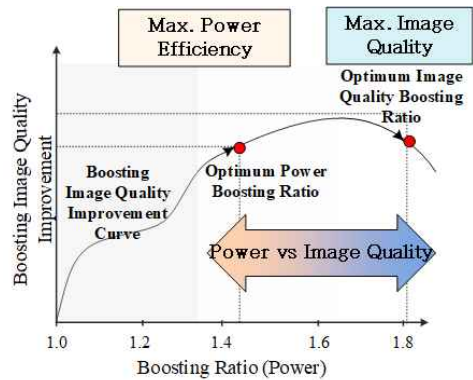 Max. Power
Efficiency
Max. Image
Quality
Optimum Image
Quality Boosting
Ratio
Boosting Image Quality
Improvement
Boosting
Image Quality
Improvement
Curve
Optimum Power
Boosting Ratio
Power vs Image Quality
1.0
1.2
1.4
1.6
1.8
Boosting Ratio (Power)